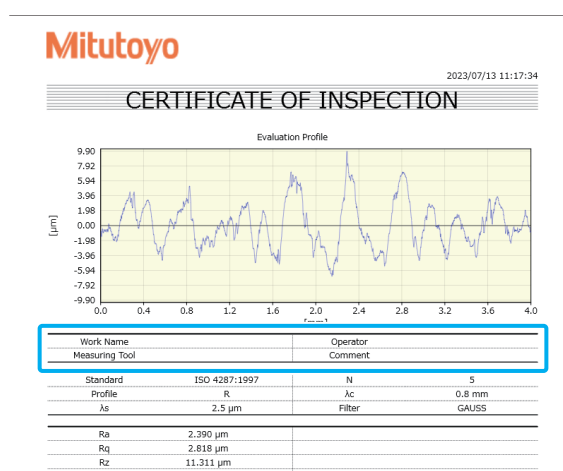 Mitutoyo
2023/07/13 11:17:34
CERTIFICATE OF INSPECTION
Evaluation Profile
9.90
7.92
5.94
3.96
1.98
0.00
-1.98
-3.96
-5.94
-7.92
-9.90
[μm]
0.0 0.4 0.8 1.2 1.6 2.0 2.4 2.8 3.2 3.6 4.0
[mm]
Work Name Operator
Measuring Tool Comment
Standard ISO 4287:1997 N 5
Profile R λc 0.8 mm
λs 2.5 μm Filter GAUSS
Ra 2.390 μm
Rq 2.818 μm
Rz 11.311 μm